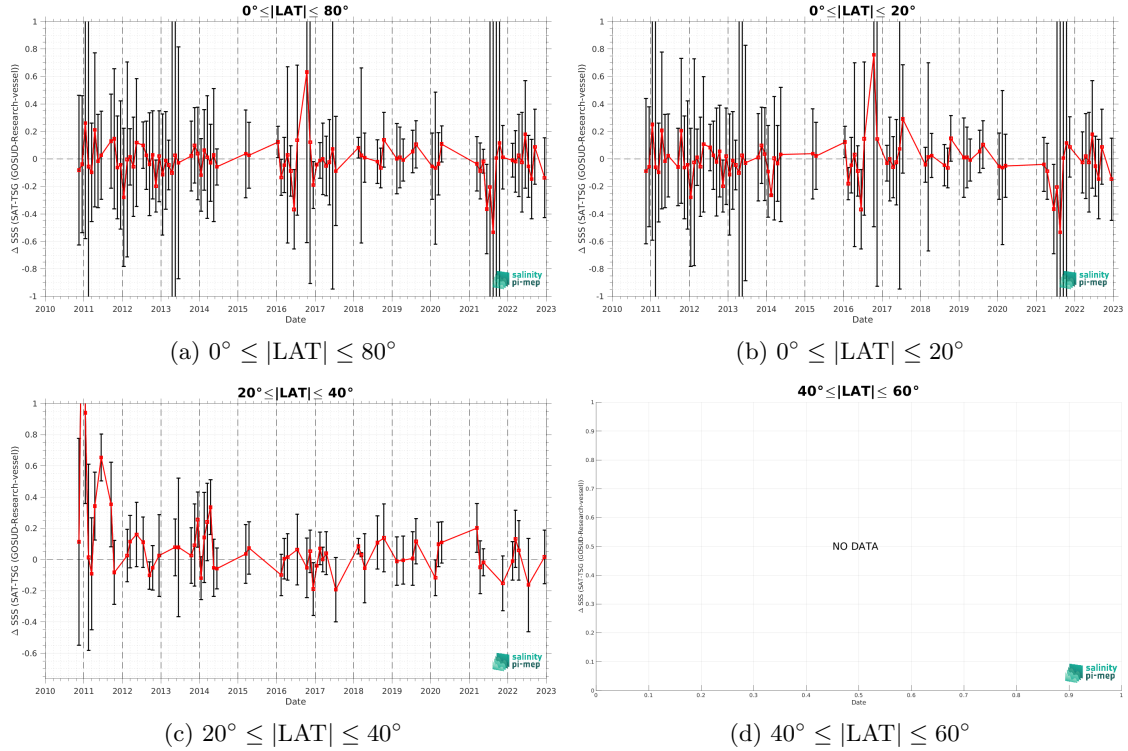 0°≤|LAT|≤ 80°
Δ SSS (SAT-TSG (GOSUD-Research-vessel))
1
0.8
0.6
0.4
0.2
0
-0.2
-0.4
-0.6
-0.8
-1
2010 2011 2012 2013 2014 2015 2016 2017 2018 2019 2020 2021 2022 2023
Date
salinity
pi-mep
(a) 0° ≤ |LAT| ≤ 80°
0°≤|LAT|≤ 20°
Δ SSS (SAT-TSG (GOSUD-Research-vessel))
1
0.8
0.6
0.4
0.2
0
-0.2
-0.4
-0.6
-0.8
-1
2010 2011 2012 2013 2014 2015 2016 2017 2018 2019 2020 2021 2022 2023
Date
salinity
pi-mep
(b) 0° ≤ |LAT| ≤ 20°
20°≤|LAT|≤ 40°
Δ SSS (SAT-TSG (GOSUD-Research-vessel))
1
0.8
0.6
0.4
0.2
0
-0.2
-0.4
-0.6
2010 2011 2012 2013 2014 2015 2016 2017 2018 2019 2020 2021 2022 2023
Date
salinity
pi-mep
(c) 20° ≤ |LAT| ≤ 40°
40°≤|LAT|≤ 60°
Δ SSS (SAT-TSG (GOSUD-Research-vessel))
1
0.9
0.8
0.7
0.6
0.5
0.4
0.3
0.2
0.1
0
NO DATA
0 0.1 0.2 0.3 0.4 0.5 0.6 0.7 0.8 0.9 1
Date
salinity
pi-mep
(d) 40° ≤ |LAT| ≤ 60°